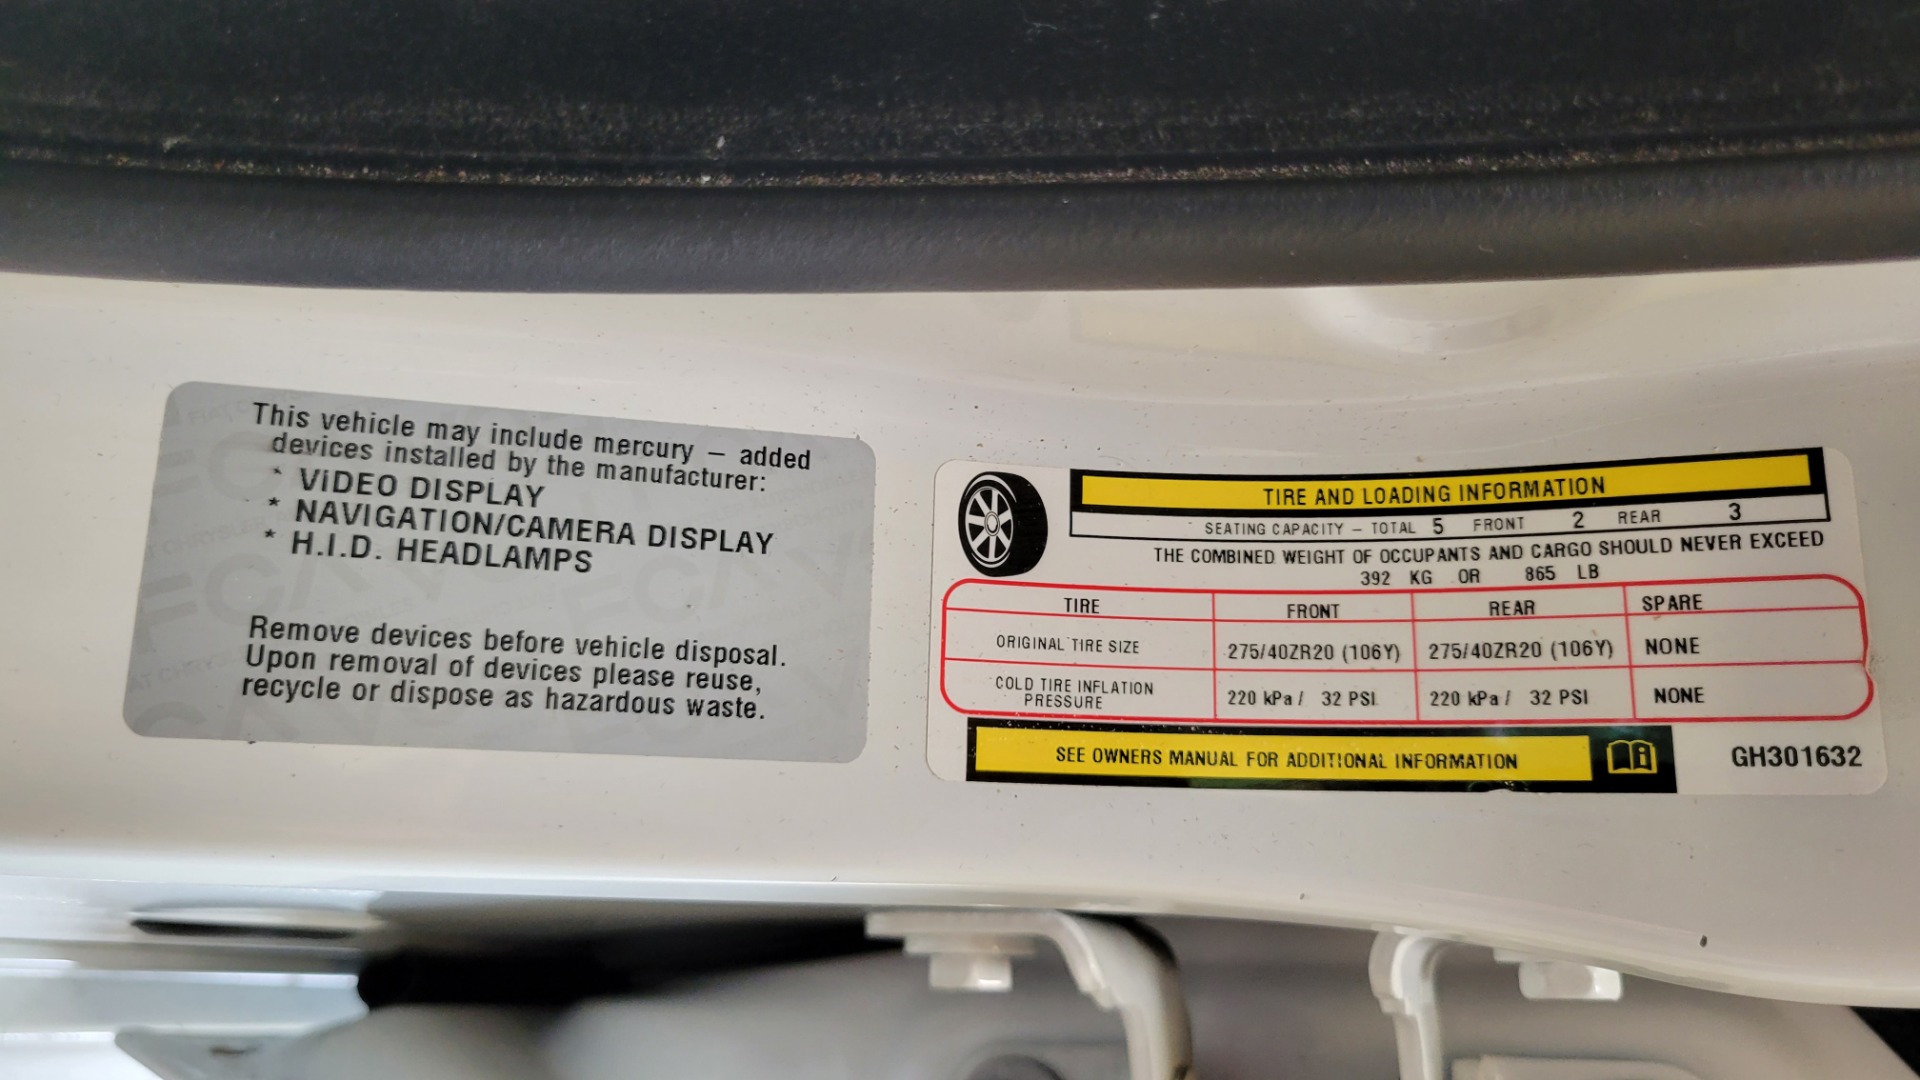 This vehicle may include mercury – added
devices installed by the manufacturer:
* ViDEO DISPLAY
* NAVIGATION/CAMERA DISPLAY
* H.I.D. HEADLAMPS
Remove devices before vehicle disposal.
Upon removal of devices please reuse,
recycle or dispose as hazardous waste.
TIRE AND LOADING INFORMATION
SEATING CAPACITY – TOTAL 5 FRONT 2 REAR 3
THE COMBINED WEIGHT OF OCCUPANTS AND CARGO SHOULD NEVER EXCEED
392 KG OR 865 LB
TIRE FRONT REAR SPARE
ORIGINAL TIRE SIZE 275/40ZR20 (106Y) 275/40ZR20 (106Y) NONE
COLD TIRE INFLATION
PRESSURE 220 kPa / 32 PSI 220 kPa / 32 PSI NONE
SEE OWNERS MANUAL FOR ADDITIONAL INFORMATION
GH301632